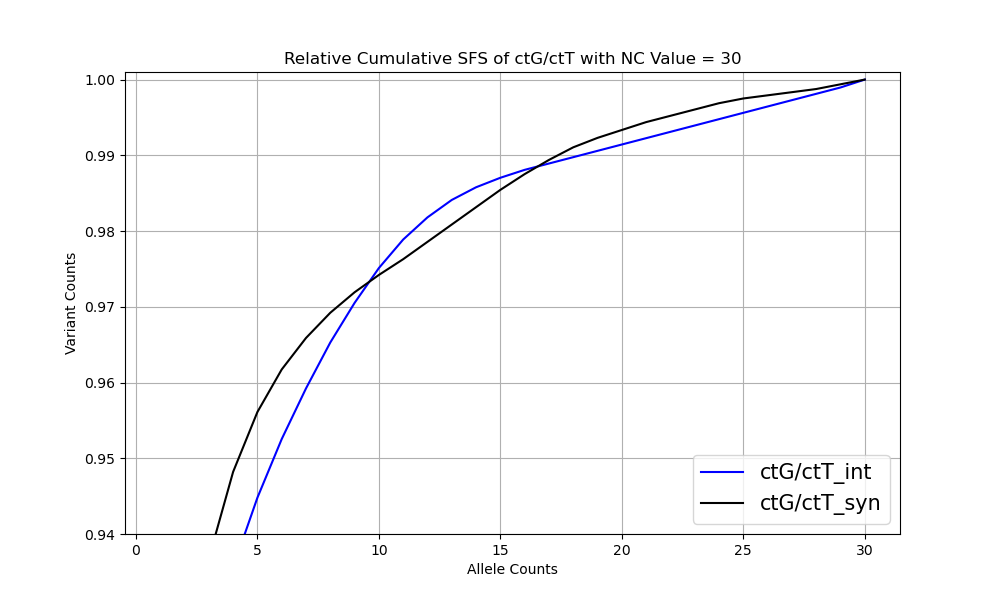 Relative Cumulative SFS of ctG/ctT with NC Value = 30
Variant Counts
1.00
0.99
0.98
0.97
0.96
0.95
0.94
0 5 10 15 20 25 30
Allele Counts
ctG/ctT_int
ctG/ctT_syn